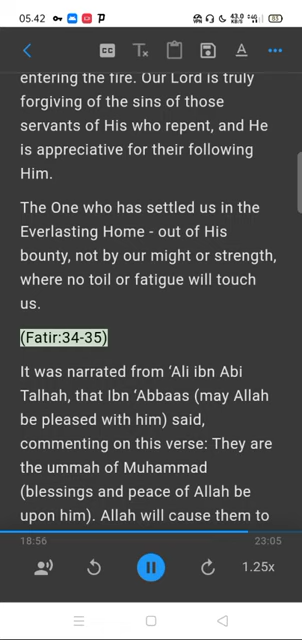 05.42
43.0
KB/S
52
CC
entering the fire. Our Lord is truly
forgiving of the sins of those
servants of His who repent, and He
is appreciative for their following
Him.
The One who has settled us in the
Everlasting Home - out of His
bounty, not by our might or strength,
where no toil or fatigue will touch
us.
(Fatir:34-35)
It was narrated from ‘Ali ibn Abi
Talhah, that Ibn ‘Abbaas (may Allah
be pleased with him) said,
commenting on this verse: They are
the ummah of Muhammad
(blessings and peace of Allah be
upon him). Allah will cause them to
18:56
23:05
1.25x